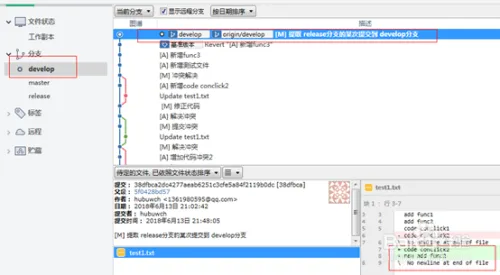 文件状态
工作副本
分支
develop
master
release
标签
远程
贮藏
当前分支
显示远程分支
按日期排序
图谱
描述
develop origin/develop [M] 提取 release分支的某次提交到 develop分支
基准版本 Revert "[A] 新增func3"
[A] 新增func3
[A] 新增测试文件
[M] 冲突解决
[A] 新增code conclick2
Update test1.txt
[M] 修正代码
[A] 解决冲突
[M] 提交冲突
Update test1.txt
[M] 解决冲突
[A] 增加代码冲突2
待定的文件, 已依照文件状态排序
提交: 38dfbca2dc4277aeab6251c3cfe5a84f2119b0dc [38dfbca]
父级: 5f0428bd57
作者: hubuwch <1361980595@qq.com>
日期: 2018年6月13日 21:02:42
提交者: hubuwch
提交时间: 2018年6月13日 21:48:05
[M] 提取 release分支的某次提交到 develop分支
test1.txt
test1.txt
行 3-7
add func1
add func2
code conclick1
code conclick2
No newline at end of file
+ code conclick2
+ new add func3
\ No newline at end of file